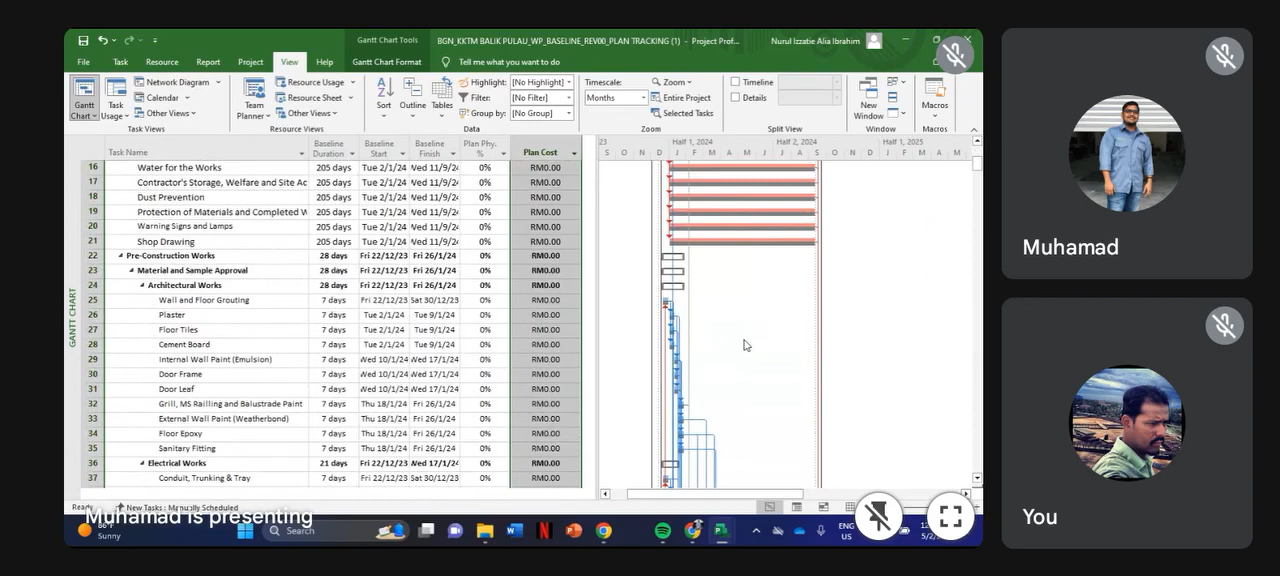 Gantt Chart Tools
BGN_KKTM BALIK PULAU_WP_BASELINE_REV00_PLAN TRACKING (1) - Project Prof...
Nurul Izzatie Alia Ibrahim
File Task Resource Report Project View Help Gantt Chart Format Tell me what you want to do
Gantt Chart
Task Usage
Network Diagram
Calendar
Other Views
Task Views
Team Planner
Resource Usage
Resource Sheet
Other Views
Resource Views
Sort
Outline
Tables
Highlight: [No Highlight]
Filter: [No Filter]
Group by: [No Group]
Data
Timescale:
Months
Zoom
Entire Project
Selected Tasks
Zoom
Timeline
Details
Split View
New Window
Window
Macros
Macros
Task Name Baseline Duration Baseline Start Baseline Finish Plan Phy. % Plan Cost
23 Half 1, 2024 Half 2, 2024 Half 1, 2025
S O N D J F M A M J J A S O N D J F M A M
16 Water for the Works 205 days Tue 2/1/24 Wed 11/9/24 0% RM0.00
17 Contractor's Storage, Welfare and Site Ac 205 days Tue 2/1/24 Wed 11/9/24 0% RM0.00
18 Dust Prevention 205 days Tue 2/1/24 Wed 11/9/24 0% RM0.00
19 Protection of Materials and Completed W 205 days Tue 2/1/24 Wed 11/9/24 0% RM0.00
20 Warning Signs and Lamps 205 days Tue 2/1/24 Wed 11/9/24 0% RM0.00
21 Shop Drawing 205 days Tue 2/1/24 Wed 11/9/24 0% RM0.00
22 Pre-Construction Works 28 days Fri 22/12/23 Fri 26/1/24 0% RM0.00
23 Material and Sample Approval 28 days Fri 22/12/23 Fri 26/1/24 0% RM0.00
24 Architectural Works 28 days Fri 22/12/23 Fri 26/1/24 0% RM0.00
25 Wall and Floor Grouting 7 days Fri 22/12/23 Sat 30/12/23 0% RM0.00
26 Plaster 7 days Tue 2/1/24 Tue 9/1/24 0% RM0.00
27 Floor Tiles 7 days Tue 2/1/24 Tue 9/1/24 0% RM0.00
28 Cement Board 7 days Tue 2/1/24 Tue 9/1/24 0% RM0.00
29 Internal Wall Paint (Emulsion) 7 days Wed 10/1/24 Wed 17/1/24 0% RM0.00
30 Door Frame 7 days Wed 10/1/24 Wed 17/1/24 0% RM0.00
31 Door Leaf 7 days Wed 10/1/24 Wed 17/1/24 0% RM0.00
32 Grill, MS Railling and Balustrade Paint 7 days Thu 18/1/24 Fri 26/1/24 0% RM0.00
33 External Wall Paint (Weatherbond) 7 days Thu 18/1/24 Fri 26/1/24 0% RM0.00
34 Floor Epoxy 7 days Thu 18/1/24 Fri 26/1/24 0% RM0.00
35 Sanitary Fitting 7 days Thu 18/1/24 Fri 26/1/24 0% RM0.00
36 Electrical Works 21 days Fri 22/12/23 Wed 17/1/24 0% RM0.00
37 Conduit, Trunking & Tray 7 days Fri 22/12/23 Sat 30/12/23 0% RM0.00
GANTT CHART
New Tasks : Manually Scheduled
Muhamad is presenting
Sunny
Search
ENG
US
Muhamad
You